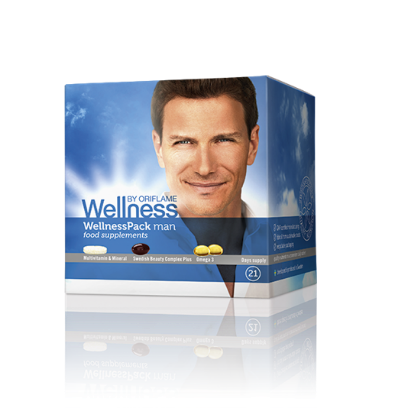 BY ORIFLAME
Wellness
WellnessPack man
food supplements
Multivitamin & Mineral
Swedish Beauty Complex Plus
Omega 3
Days supply
21